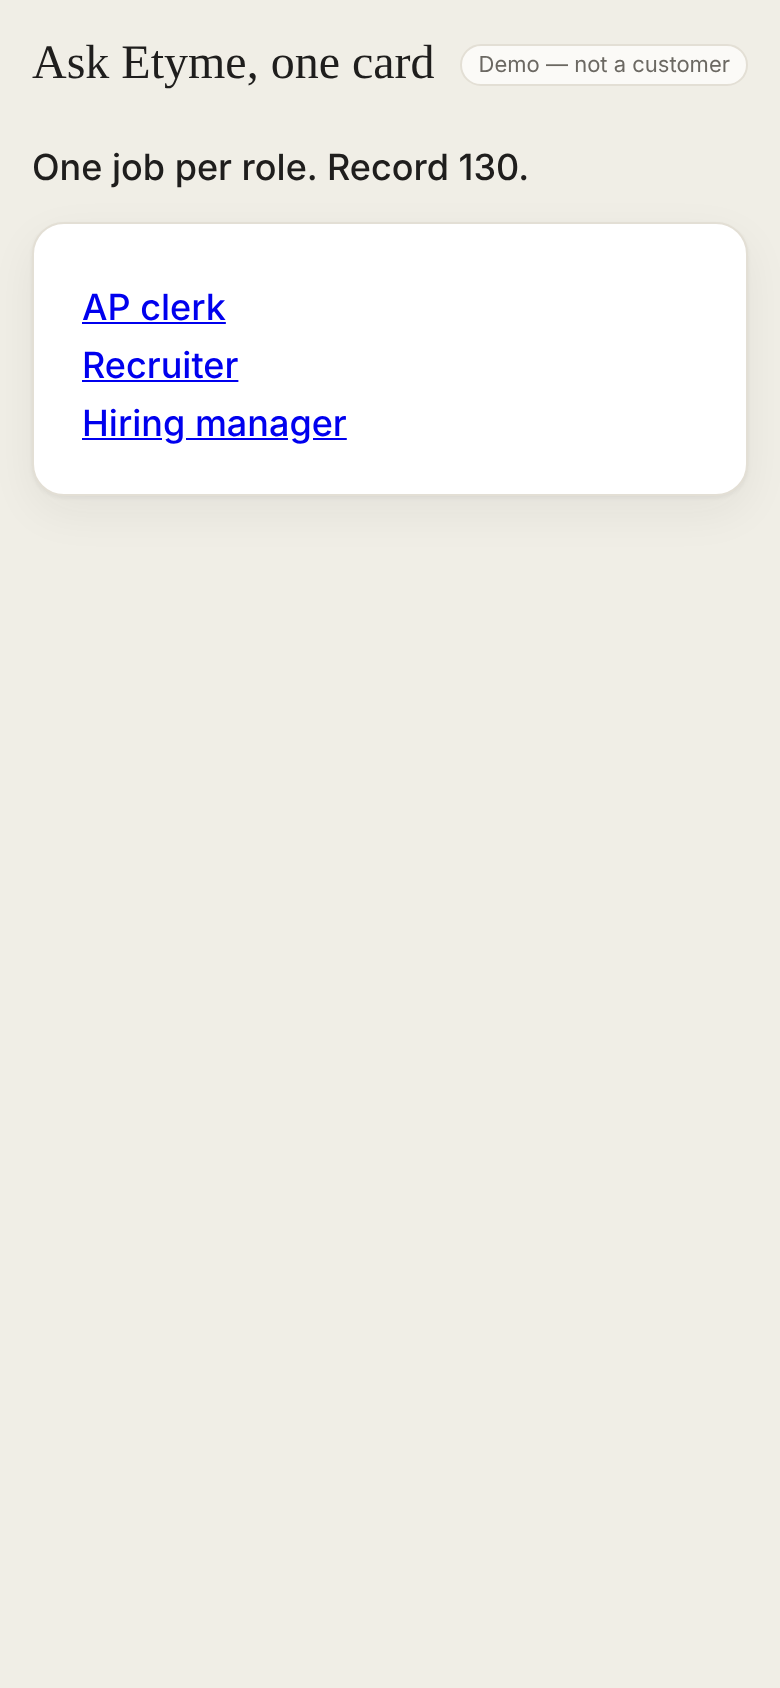 Ask Etyme, one card
Demo — not a customer
One job per role. Record 130.
AP clerk
Recruiter
Hiring manager